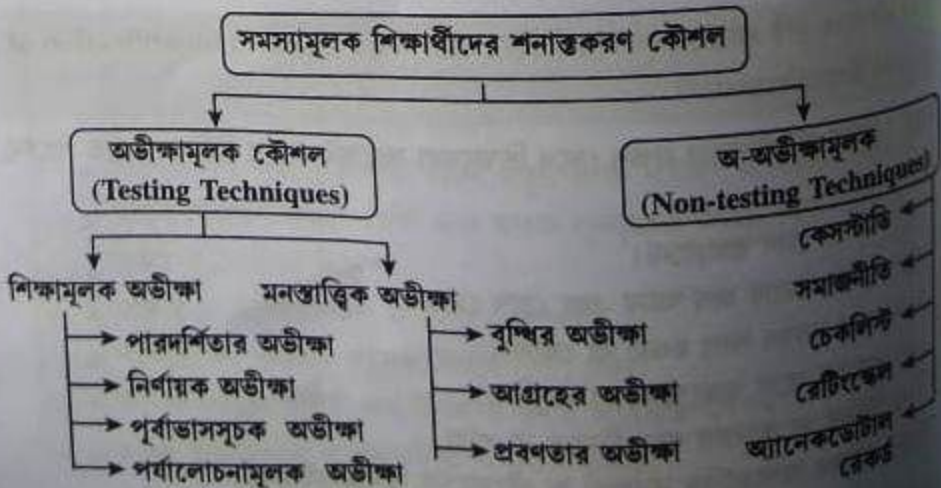 সমস্যামূলক শিক্ষার্থীদের শনাক্তকরণ কৌশল
অভীক্ষামূলক কৌশল
(Testing Techniques)
অ-অভীক্ষামূলক
(Non-testing Techniques)
শিক্ষামূলক অভীক্ষা
পারদর্শিতার অভীক্ষা
নির্ণায়ক অভীক্ষা
পূর্বাভাসসূচক অভীক্ষা
পর্যালোচনামূলক অভীক্ষা
মনস্তাত্ত্বিক অভীক্ষা
বুদ্ধির অভীক্ষা
আগ্রহের অভীক্ষা
প্রবণতার অভীক্ষা
কেসস্টাডি
সমাজমিতি
চেকলিস্ট
রেটিংস্কেল
অ্যানেকডোটাল
রেকর্ড